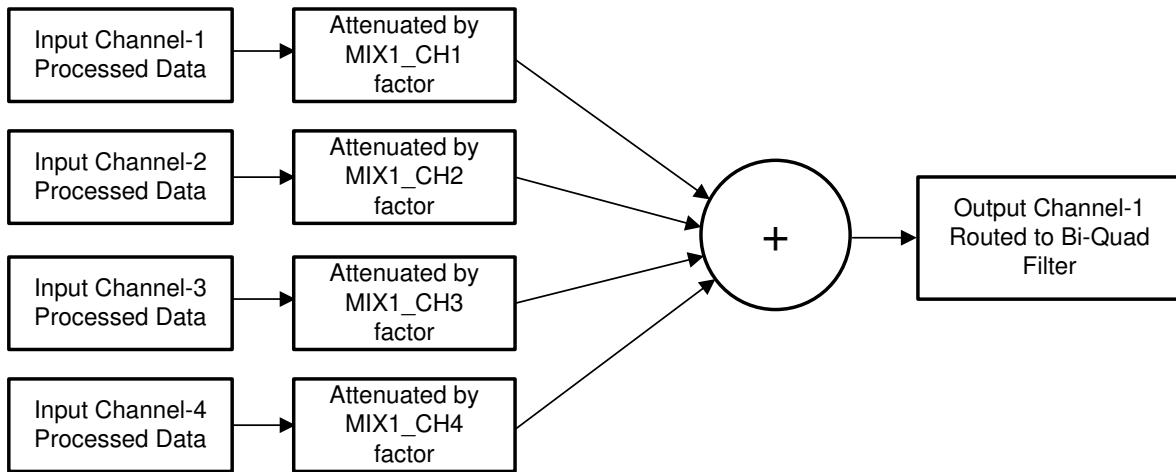 Input Channel-1
Processed Data
Attenuated by
MIX1_CH1
factor
Input Channel-2
Processed Data
Attenuated by
MIX1_CH2
factor
Input Channel-3
Processed Data
Attenuated by
MIX1_CH3
factor
Input Channel-4
Processed Data
Attenuated by
MIX1_CH4
factor
+
Output Channel-1
Routed to Bi-Quad
Filter